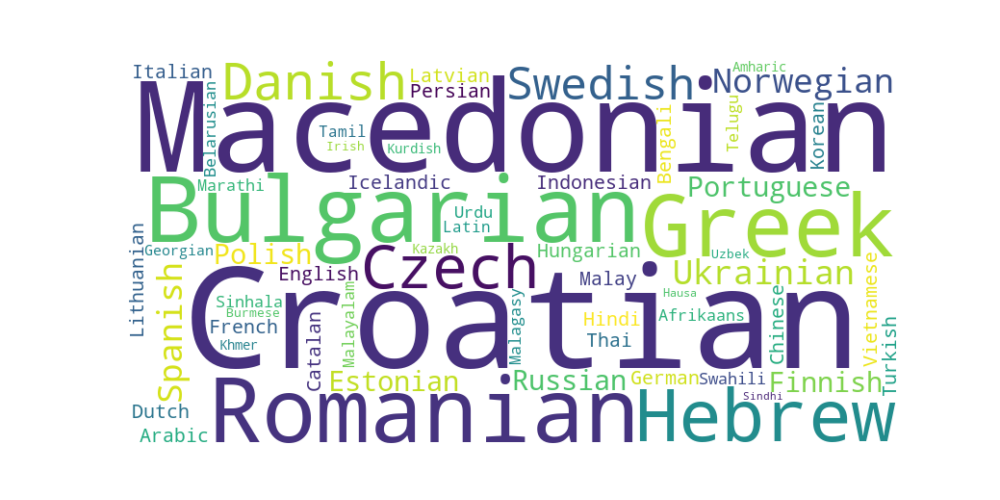 Italian
Danish
Latvian
Persian
Swedish
Norwegian
Amharic
Macedonian
Belarusian
Tamil
Irish
Kurdish
Bengali
Telugu
Korean
Bulgarian
Marathi
Icelandic
Indonesian
Portuguese
Urdu
Latin
Greek
Lithuanian
Georgian
Polish
Czech
Kazakh
Hungarian
Uzbek
Spanish
English
Malay
Ukrainian
Vietnamese
Croatian
Sinhala
Burmese
French
Khmer
Catalan
Malayalam
Malagasy
Hindi
Thai
Hausa
Afrikaans
Chinese
Turkish
Romanian
Estonian
Russian
German
Swahili
Finnish
Sindhi
Dutch
Arabic
Hebrew